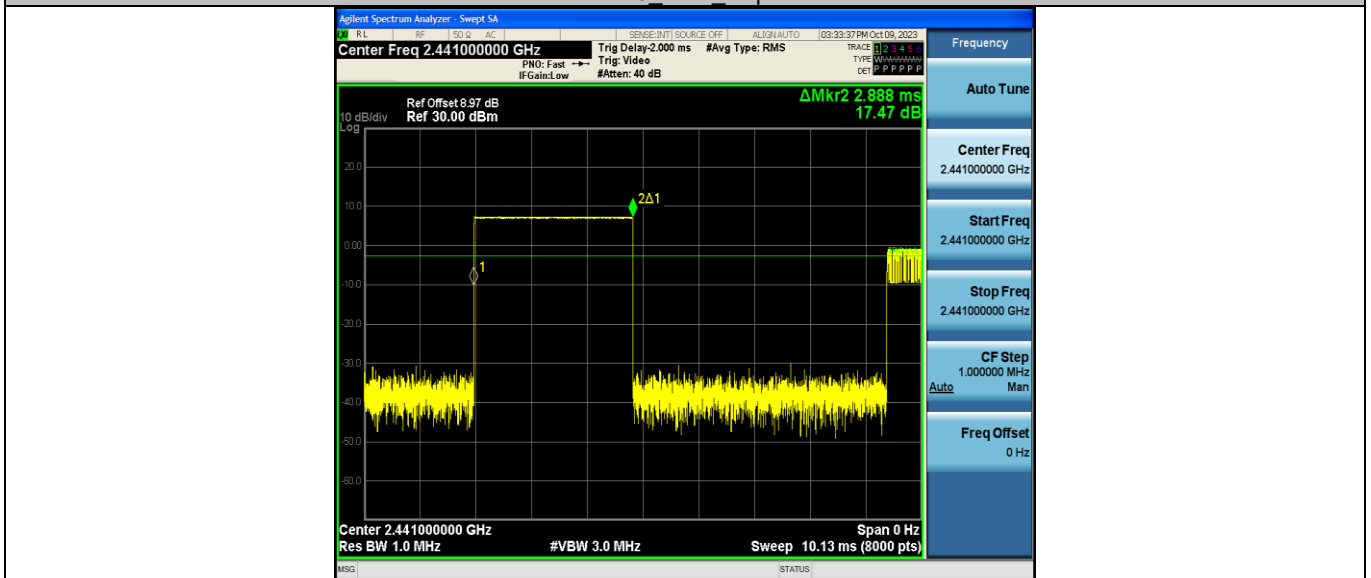 Agilent Spectrum Analyzer - Swept SA
LXI RL RF 50 Ω AC SENSE:INT SOURCE OFF ALIGNAUTO 03:33:37 PM Oct 09, 2023
Center Freq 2.441000000 GHz
PNO: Fast
IFGain:Low
Trig Delay-2.000 ms
Trig: Video
#Atten: 40 dB
#Avg Type: RMS
TRACE 1 2 3 4 5 6
TYPE
DET P P P P P P
ΔMkr2 2.888 ms
17.47 dB
Ref Offset 8.97 dB
10 dB/div Ref 30.00 dBm
Log
20.0
10.0
0.00
-10.0
-20.0
-30.0
-40.0
-50.0
-60.0
2Δ1
1
Center 2.441000000 GHz Span 0 Hz
Res BW 1.0 MHz #VBW 3.0 MHz Sweep 10.13 ms (8000 pts)
MSG STATUS
Frequency
Auto Tune
Center Freq
2.441000000 GHz
Start Freq
2.441000000 GHz
Stop Freq
2.441000000 GHz
CF Step
1.000000 MHz
Auto Man
Freq Offset
0 Hz